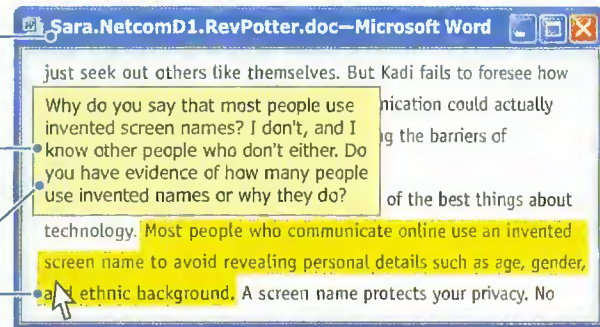 Sara.NetcomD1.RevPotter.doc—Microsoft Word
just seek out others like themselves. But Kadi fails to foresee how
Why do you say that most people use
invented screen names? I don't, and I
know other people who don't either. Do
you have evidence of how many people
use invented names or why they do?
nication could actually
g the barriers of
of the best things about
technology. Most people who communicate online use an invented
screen name to avoid revealing personal details such as age, gender,
and ethnic background. A screen name protects your privacy. No